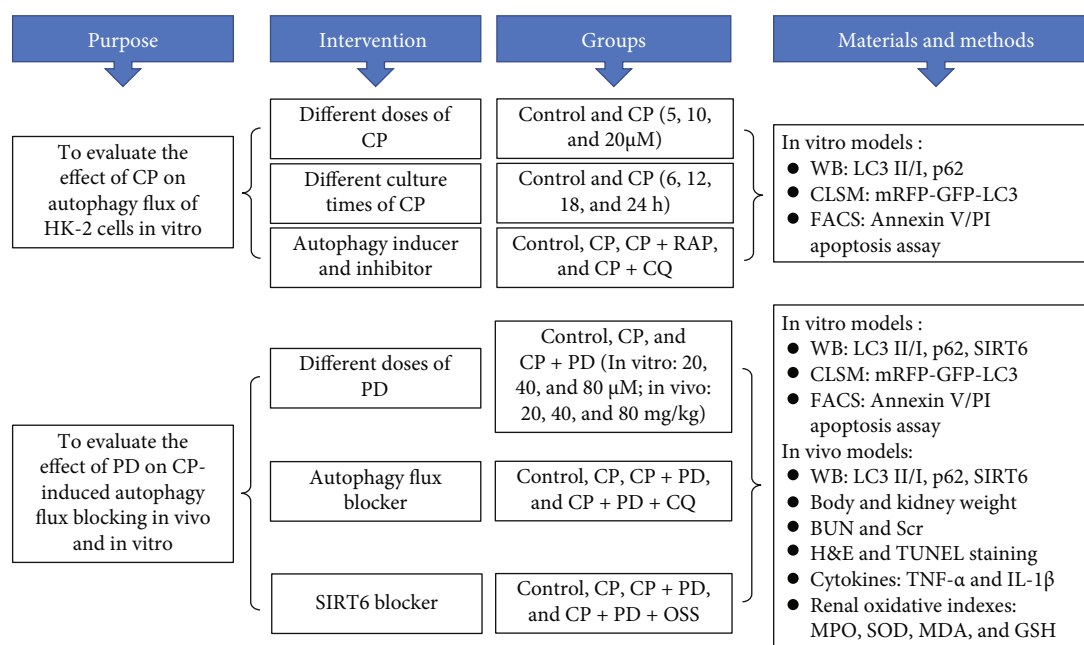 Purpose
Intervention
Groups
Materials and methods
To evaluate the
effect of CP on
autophagy flux of
HK-2 cells in vitro
Different doses of
CP
Control and CP (5, 10,
and 20μM)
Different culture
times of CP
Control and CP (6, 12,
18, and 24 h)
Autophagy inducer
and inhibitor
Control, CP, CP + RAP,
and CP + CQ
In vitro models :
● WB: LC3 II/I, p62
● CLSM: mRFP-GFP-LC3
● FACS: Annexin V/PI
apoptosis assay
To evaluate the
effect of PD on CP-
induced autophagy
flux blocking in vivo
and in vitro
Different doses of
PD
Control, CP, and
CP + PD (In vitro: 20,
40, and 80 μM; in vivo:
20, 40, and 80 mg/kg)
Autophagy flux
blocker
Control, CP, CP + PD,
and CP + PD + CQ
SIRT6 blocker
Control, CP, CP + PD,
and CP + PD + OSS
In vitro models :
● WB: LC3 II/I, p62, SIRT6
● CLSM: mRFP-GFP-LC3
● FACS: Annexin V/PI
apoptosis assay
In vivo models:
● WB: LC3 II/I, p62, SIRT6
● Body and kidney weight
● BUN and Scr
● H&E and TUNEL staining
● Cytokines: TNF-α and IL-1β
● Renal oxidative indexes:
MPO, SOD, MDA, and GSH